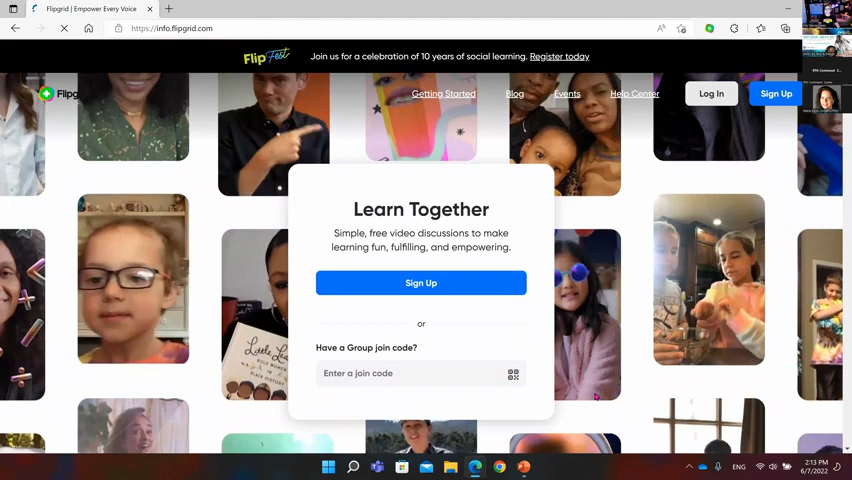 Flipgrid | Empower Every Voice
https://info.flipgrid.com
FlipFest Join us for a celebration of 10 years of social learning. Register today
Flipg
Getting Started Blog Events Help Center Log In Sign Up
Learn Together
Simple, free video discussions to make
learning fun, fulfilling, and empowering.
Sign Up
or
Have a Group join code?
Enter a join code
ENG
2:13 PM
6/7/2022